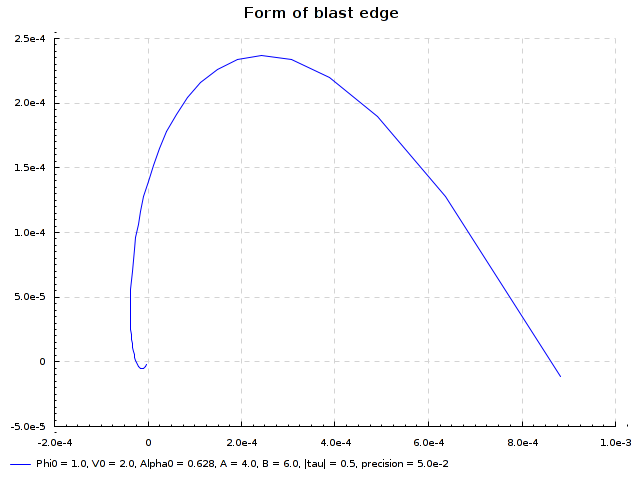 Form of blast edge
2.5e-4
2.0e-4
1.5e-4
1.0e-4
5.0e-5
0
-5.0e-5
-2.0e-4 0 2.0e-4 4.0e-4 6.0e-4 8.0e-4 1.0e-3
Phi0 = 1.0, V0 = 2.0, Alpha0 = 0.628, A = 4.0, B = 6.0, |tau| = 0.5, precision = 5.0e-2